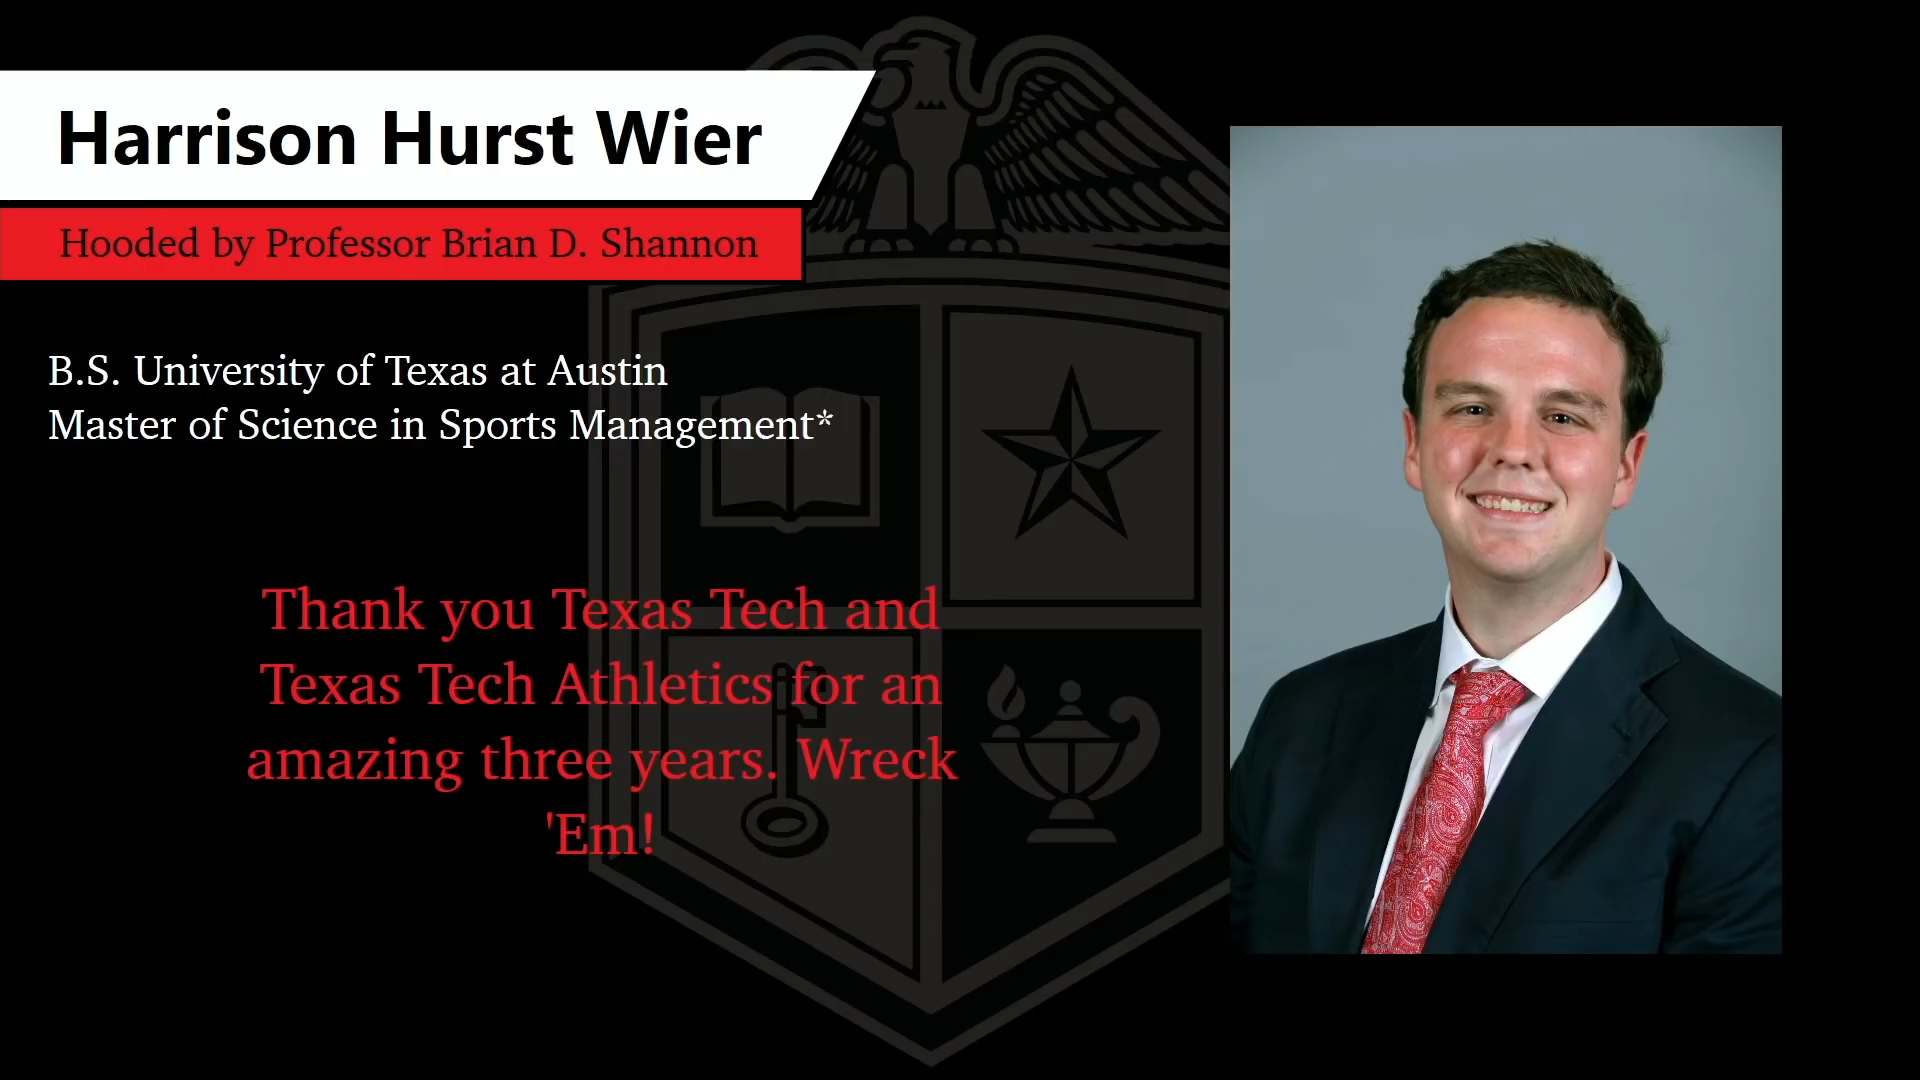 Harrison Hurst Wier
Hooded by Professor Brian D. Shannon
B.S. University of Texas at Austin
Master of Science in Sports Management*
Thank you Texas Tech and
Texas Tech Athletics for an
amazing three years. Wreck
'Em!